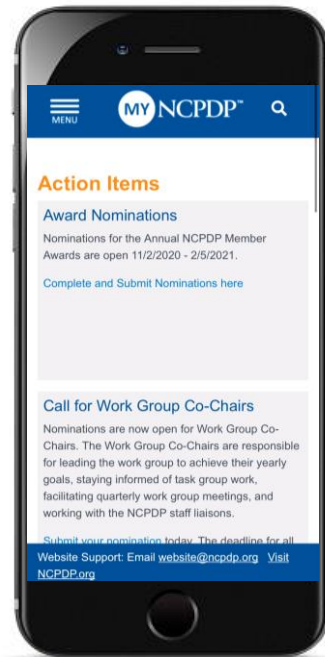 MENU
MY NCPDP™
Action Items
Award Nominations
Nominations for the Annual NCPDP Member
Awards are open 11/2/2020 - 2/5/2021.
Complete and Submit Nominations here
Call for Work Group Co-Chairs
Nominations are now open for Work Group Co-
Chairs. The Work Group Co-Chairs are responsible
for leading the work group to achieve their yearly
goals, staying informed of task group work,
facilitating quarterly work group meetings, and
working with the NCPDP staff liaisons.
Submit your nomination today. The deadline for all
Website Support: Email website@ncpdp.org Visit
NCPDP.org